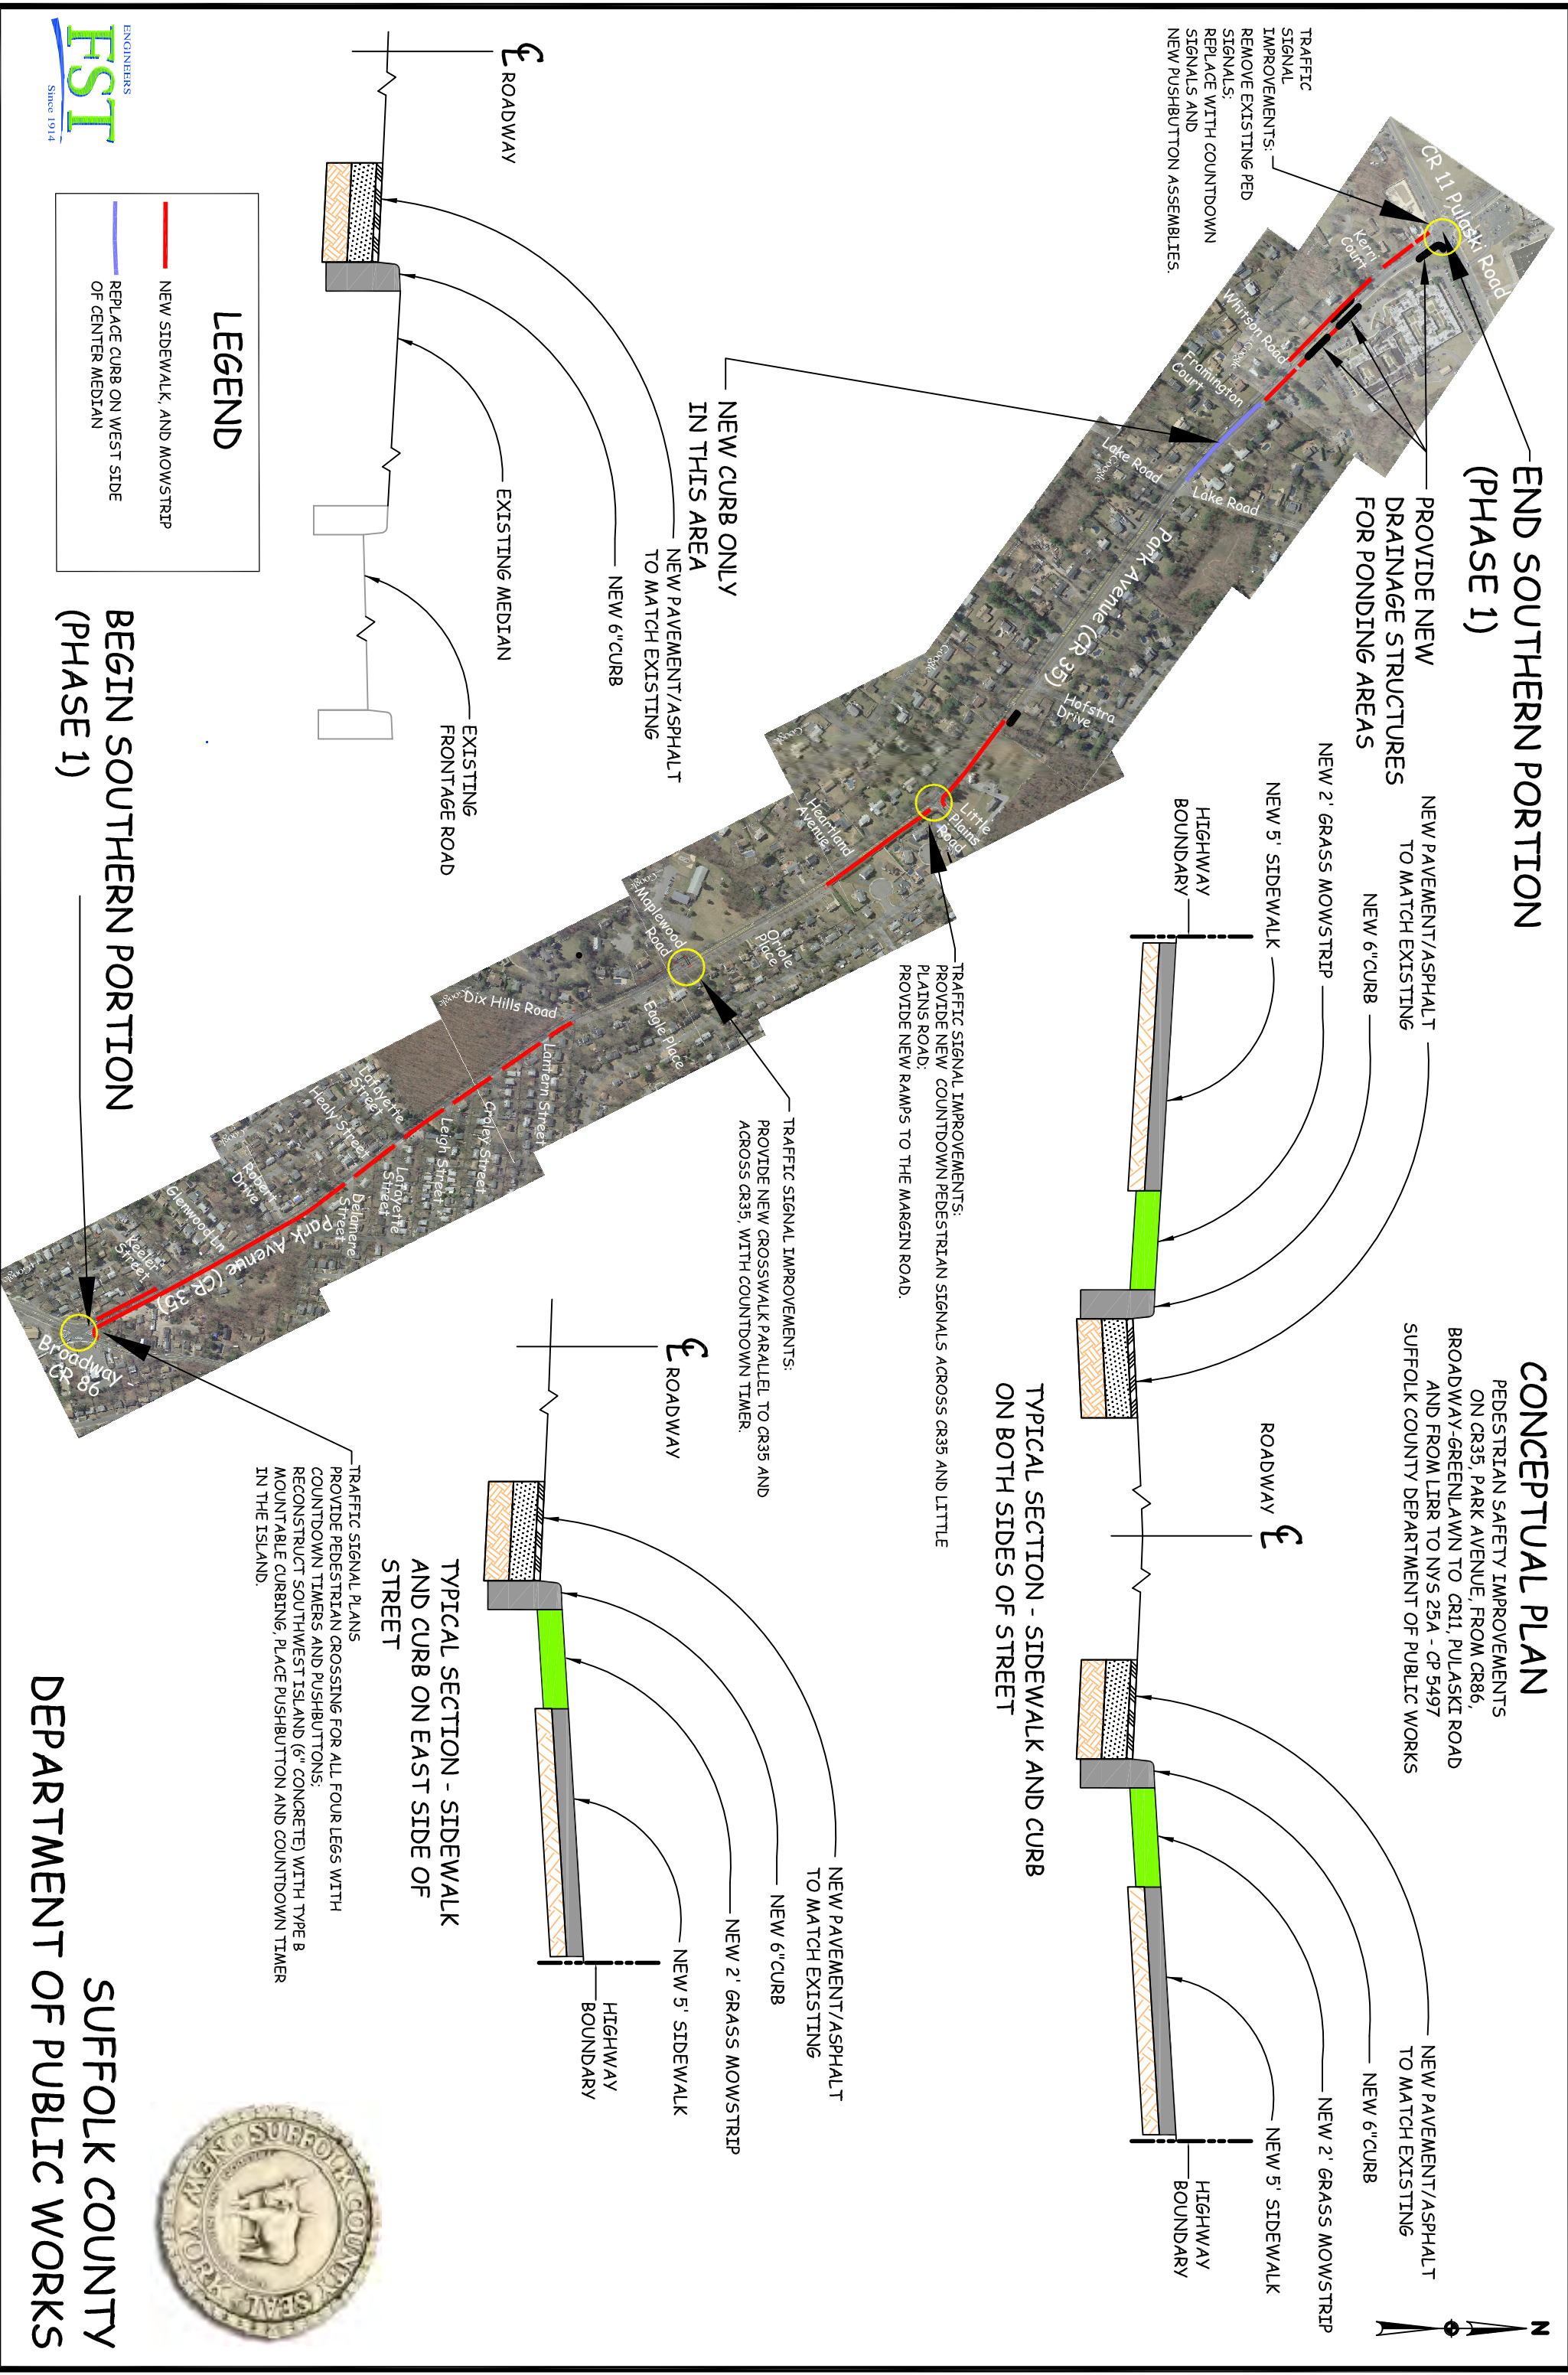 CONCEPTUAL PLAN
PEDESTRIAN SAFETY IMPROVEMENTS
ON CR35, PARK AVENUE, FROM CR86,
BROADWAY-GREENLAWN TO CR11, PULASKI ROAD
AND FROM LIRR TO NYS 25A - CP 5497
SUFFOLK COUNTY DEPARTMENT OF PUBLIC WORKS
N
END SOUTHERN PORTION
(PHASE 1)
PROVIDE NEW
DRAINAGE STRUCTURES
FOR PONDING AREAS
TRAFFIC
SIGNAL
IMPROVEMENTS:
REMOVE EXISTING PED
SIGNALS;
REPLACE WITH COUNTDOWN
SIGNALS AND
NEW PUSHBUTTON ASSEMBLIES.
CR 11 Pulaski Road
Kerri
Court
Whitson Road
Framington
Court
Lake Road
Lake Road
Park Avenue (CR 35)
Hofstra
Drive
Little
Plains
Road
Heartland
Avenue
Oriole
Place
Maplewood
Road
Eagle Place
Dix Hills Road
Lantern Street
Croley Street
Leigh Street
Lafayette
Street
Lafayette
Street
Healy Street
Delamere
Street
Robert
Drive
Glenwood Ln
Keeler
Street
Park Avenue (CR 35)
Broadway -
CR 86
Google
NEW PAVEMENT/ASPHALT
TO MATCH EXISTING
NEW 6"CURB
NEW 2' GRASS MOWSTRIP
NEW 5' SIDEWALK
HIGHWAY
BOUNDARY
ROADWAY
NEW PAVEMENT/ASPHALT
TO MATCH EXISTING
NEW 6"CURB
NEW 2' GRASS MOWSTRIP
NEW 5' SIDEWALK
HIGHWAY
BOUNDARY
TYPICAL SECTION - SIDEWALK AND CURB
ON BOTH SIDES OF STREET
TRAFFIC SIGNAL IMPROVEMENTS:
PROVIDE NEW COUNTDOWN PEDESTRIAN SIGNALS ACROSS CR35 AND LITTLE
PLAINS ROAD;
PROVIDE NEW RAMPS TO THE MARGIN ROAD.
TRAFFIC SIGNAL IMPROVEMENTS:
PROVIDE NEW CROSSWALK PARALLEL TO CR35 AND
ACROSS CR35, WITH COUNTDOWN TIMER.
ROADWAY
NEW PAVEMENT/ASPHALT
TO MATCH EXISTING
NEW 6"CURB
NEW 2' GRASS MOWSTRIP
NEW 5' SIDEWALK
HIGHWAY
BOUNDARY
TYPICAL SECTION - SIDEWALK
AND CURB ON EAST SIDE OF
STREET
TRAFFIC SIGNAL PLANS
PROVIDE PEDESTRIAN CROSSING FOR ALL FOUR LEGS WITH
COUNTDOWN TIMERS AND PUSHBUTTONS;
RECONSTRUCT SOUTHWEST ISLAND (6" CONCRETE) WITH TYPE B
MOUNTABLE CURBING, PLACE PUSHBUTTON AND COUNTDOWN TIMER
IN THE ISLAND.
NEW CURB ONLY
IN THIS AREA
ROADWAY
NEW PAVEMENT/ASPHALT
TO MATCH EXISTING
NEW 6"CURB
EXISTING MEDIAN
EXISTING
FRONTAGE ROAD
LEGEND
NEW SIDEWALK, AND MOWSTRIP
REPLACE CURB ON WEST SIDE
OF CENTER MEDIAN
BEGIN SOUTHERN PORTION
(PHASE 1)
ENGINEERS
FST
Since 1914
SUFFOLK COUNTY
DEPARTMENT OF PUBLIC WORKS
SUFFOLK COUNTY SEAL
NEW YORK